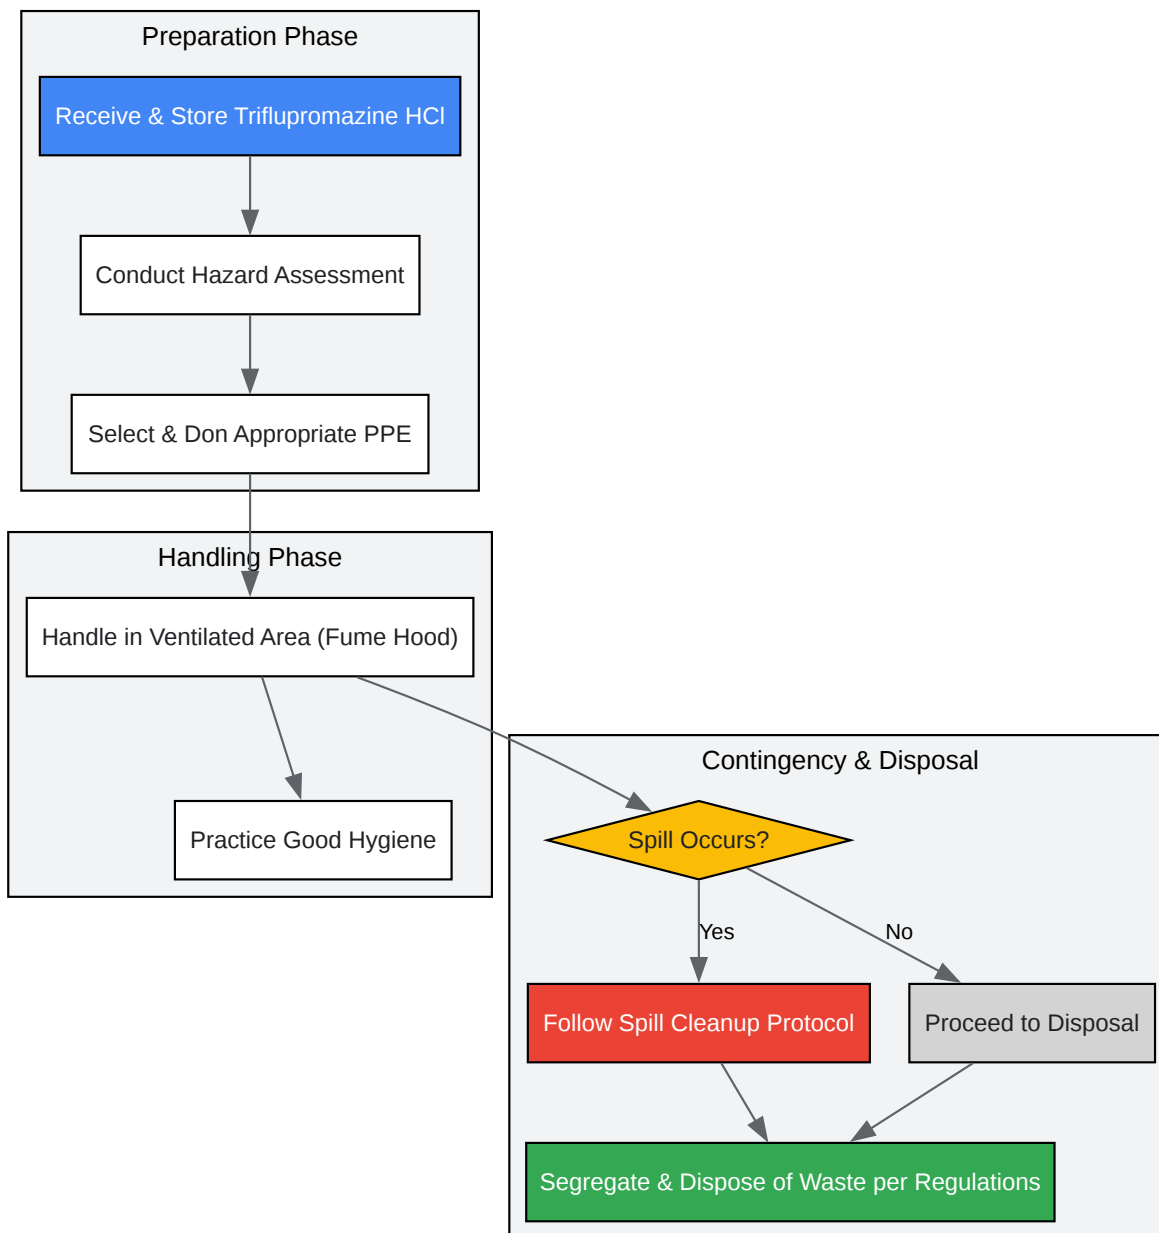 Preparation Phase
Receive & Store Triflupromazine HCl
Conduct Hazard Assessment
Select & Don Appropriate PPE
Handling Phase
Handle in Ventilated Area (Fume Hood)
Practice Good Hygiene
Contingency & Disposal
Spill Occurs?
Yes
No
Follow Spill Cleanup Protocol
Proceed to Disposal
Segregate & Dispose of Waste per Regulations